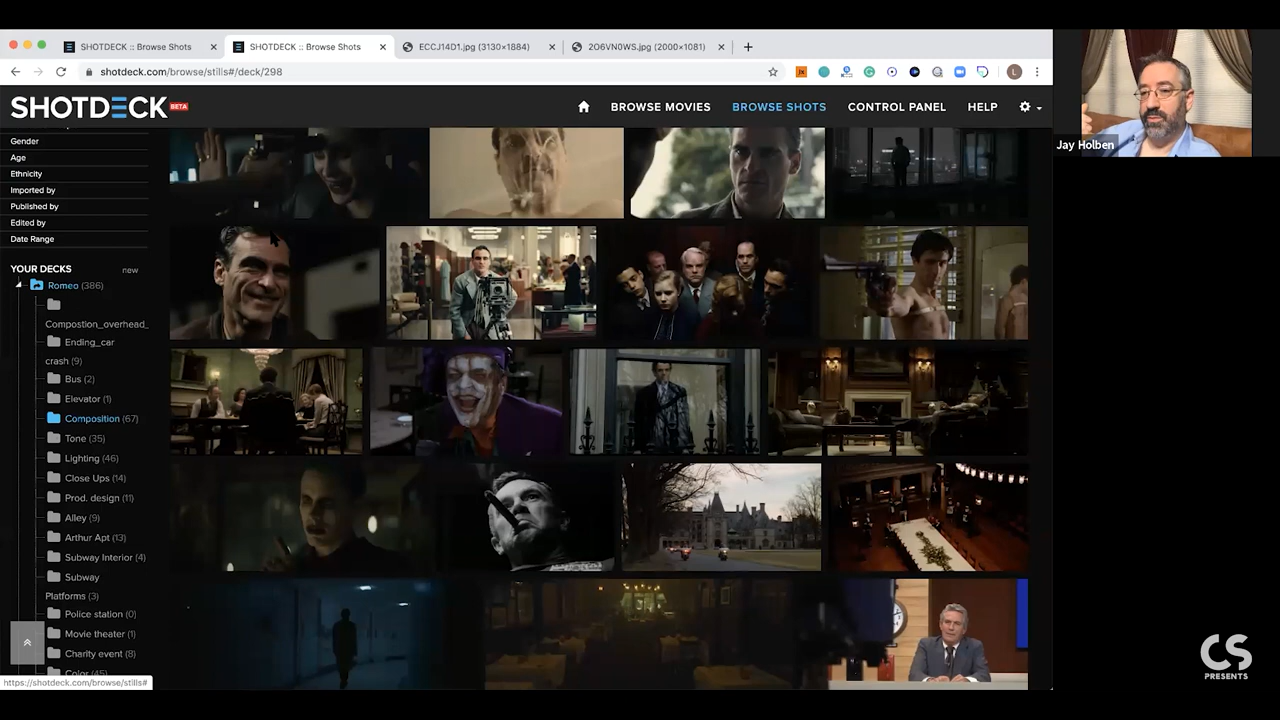 SHOTDECK :: Browse Shots
SHOTDECK :: Browse Shots
ECCJ14D1.jpg (3130×1884)
2O6VN0WS.jpg (2000×1081)
shotdeck.com/browse/stills#/deck/298
L
SHOTDECK BETA
BROWSE MOVIES
BROWSE SHOTS
CONTROL PANEL
HELP
Jay Holben
Gender
Age
Ethnicity
Imported by
Published by
Edited by
Date Range
YOUR DECKS new
Romeo (386)
Compostion_overhead_
Ending_car
crash (9)
Bus (2)
Elevator (1)
Composition (67)
Tone (35)
Lighting (46)
Close Ups (14)
Prod. design (11)
Alley (9)
Arthur Apt (13)
Subway Interior (4)
Subway
Platforms (3)
Police station (0)
Movie theater (1)
Charity event (8)
Color (45)
https://shotdeck.com/browse/stills#
CS
PRESENTS